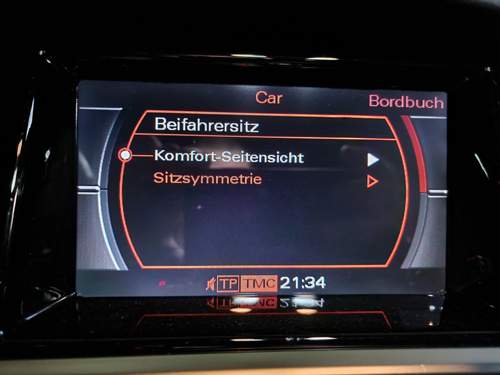 Car
Bordbuch
Beifahrersitz
Komfort-Seitensicht
Sitzsymmetrie
TP TMC 21:34